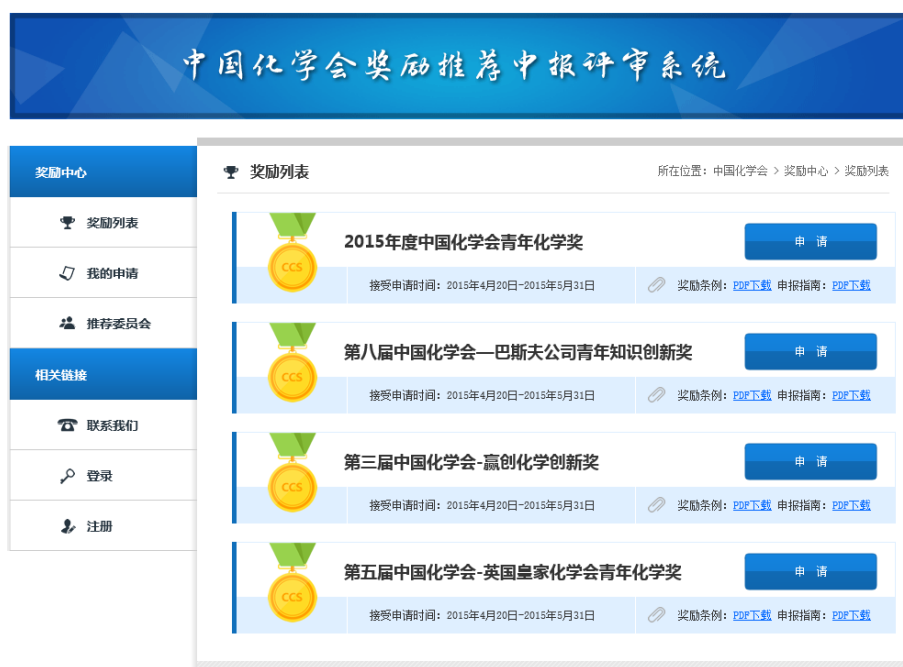 中国化学会奖励推荐申报评审系统
奖励中心
奖励列表
我的申请
推荐委员会
相关链接
联系我们
登录
注册
奖励列表
所在位置：中国化学会 > 奖励中心 > 奖励列表
CCS
2015年度中国化学会青年化学奖
申 请
接受申请时间：2015年4月20日-2015年5月31日
奖励条例：PDF下载 申报指南：PDF下载
CCS
第八届中国化学会—巴斯夫公司青年知识创新奖
申 请
接受申请时间：2015年4月20日-2015年5月31日
奖励条例：PDF下载 申报指南：PDF下载
CCS
第三届中国化学会-赢创化学创新奖
申 请
接受申请时间：2015年4月20日-2015年5月31日
奖励条例：PDF下载 申报指南：PDF下载
CCS
第五届中国化学会-英国皇家化学会青年化学奖
申 请
接受申请时间：2015年4月20日-2015年5月31日
奖励条例：PDF下载 申报指南：PDF下载